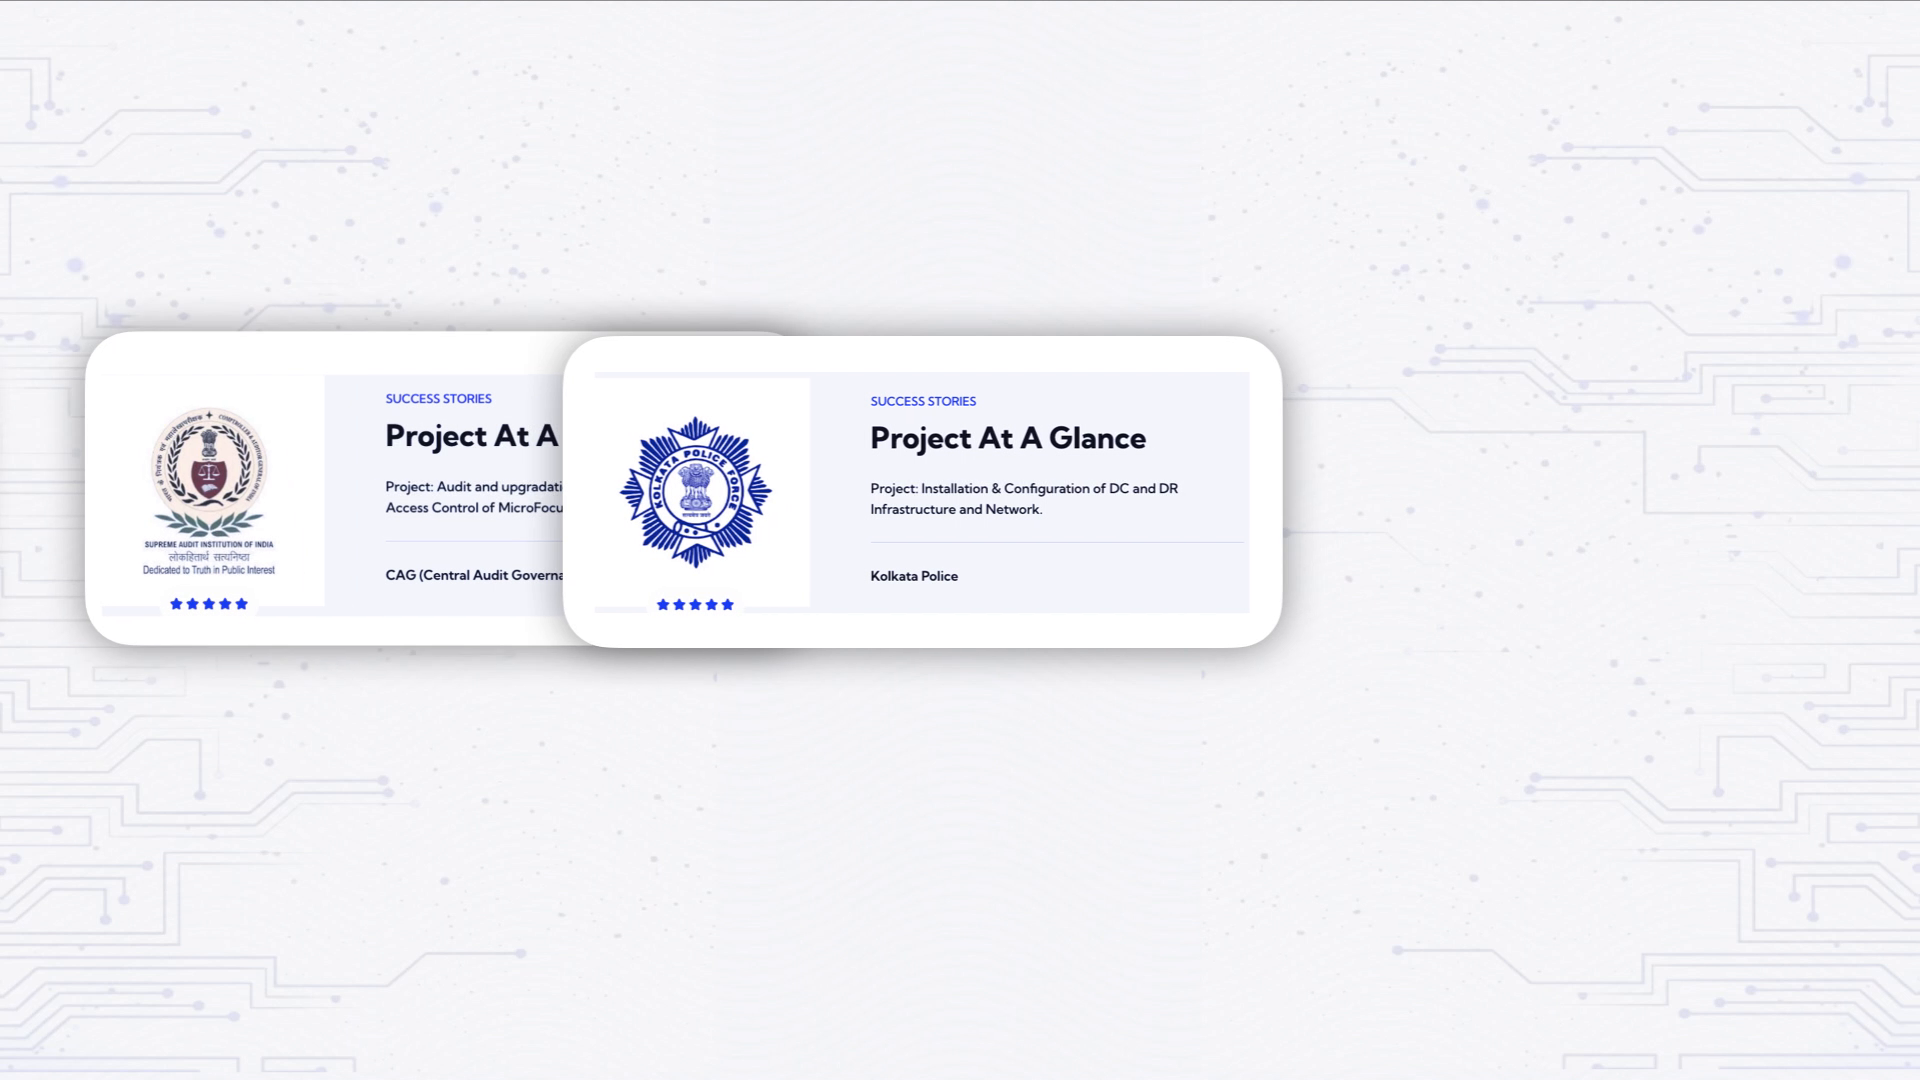 SUCCESS STORIES
Project At A
Project: Audit and upgradati
Access Control of MicroFocu
CAG (Central Audit Governa
SUPREME AUDIT INSTITUTION OF INDIA
लोकहितार्थ सत्यनिष्ठा
Dedicated to Truth in Public Interest
SUCCESS STORIES
Project At A Glance
Project: Installation & Configuration of DC and DR
Infrastructure and Network.
Kolkata Police
KOLKATA POLICE FORCE